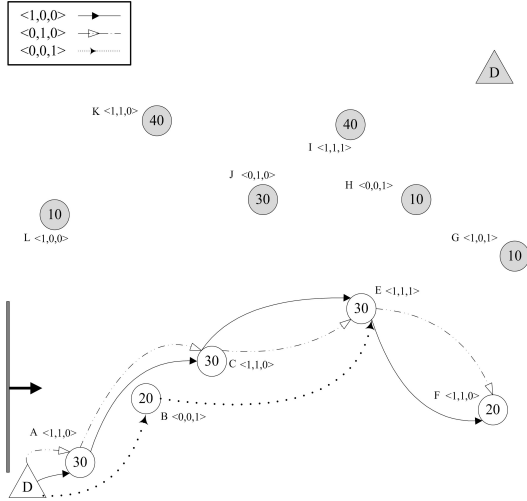 <1,0,0>
<0,1,0>
<0,0,1>
D
K <1,1,0>
40
40
I <1,1,1>
J <0,1,0>
30
H <0,0,1>
10
10
L <1,0,0>
G <1,0,1>
10
E <1,1,1>
30
30
C <1,1,0>
20
B <0,0,1>
F <1,1,0>
20
A <1,1,0>
30
D